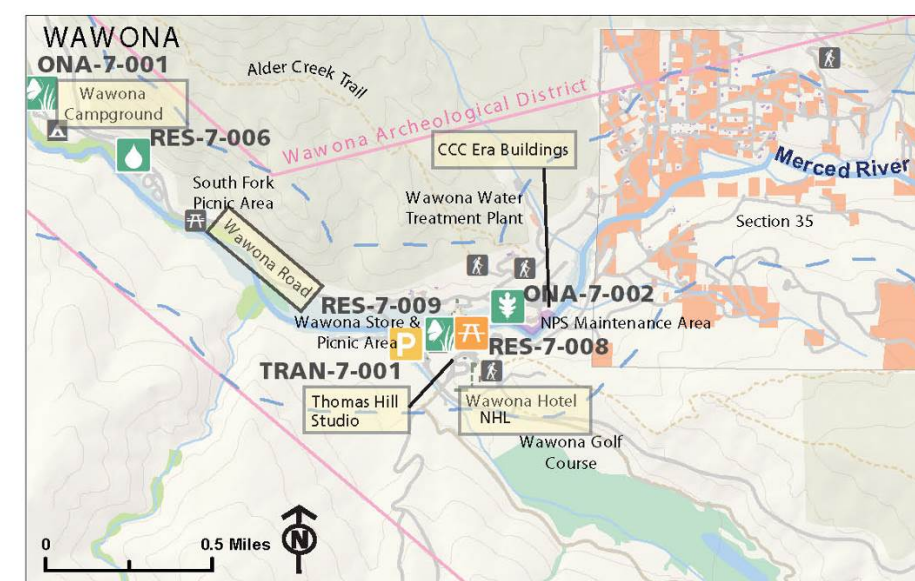 WAWONA
ONA-7-001
Wawona
Campground
Alder Creek Trail
RES-7-006
Wawona Archeological District
CCC Era Buildings
Merced River
South Fork
Picnic Area
Wawona Water
Treatment Plant
Section 35
Wawona Road
RES-7-009
ONA-7-002
Wawona Store &
Picnic Area
P
NPS Maintenance Area
RES-7-008
TRAN-7-001
Thomas Hill
Studio
Wawona Hotel
NHL
Wawona Golf
Course
0
0.5 Miles
N